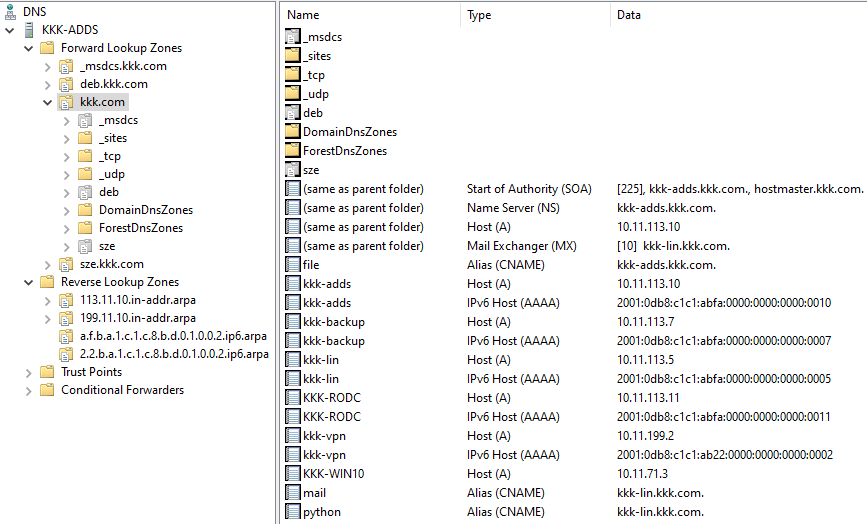 DNS
KKK-ADDS
Forward Lookup Zones
_msdcs.kkk.com
deb.kkk.com
kkk.com
_msdcs
_sites
_tcp
_udp
deb
DomainDnsZones
ForestDnsZones
sze
sze.kkk.com
Reverse Lookup Zones
113.11.10.in-addr.arpa
199.11.10.in-addr.arpa
a.f.b.a.1.c.1.c.8.b.d.0.1.0.0.2.ip6.arpa
2.2.b.a.1.c.1.c.8.b.d.0.1.0.0.2.ip6.arpa
Trust Points
Conditional Forwarders
Name Type Data
_msdcs
_sites
_tcp
_udp
deb
DomainDnsZones
ForestDnsZones
sze
(same as parent folder) Start of Authority (SOA) [225], kkk-adds.kkk.com., hostmaster.kkk.com.
(same as parent folder) Name Server (NS) kkk-adds.kkk.com.
(same as parent folder) Host (A) 10.11.113.10
(same as parent folder) Mail Exchanger (MX) [10] kkk-lin.kkk.com.
file Alias (CNAME) kkk-adds.kkk.com.
kkk-adds Host (A) 10.11.113.10
kkk-adds IPv6 Host (AAAA) 2001:0db8:c1c1:abfa:0000:0000:0000:0010
kkk-backup Host (A) 10.11.113.7
kkk-backup IPv6 Host (AAAA) 2001:0db8:c1c1:abfa:0000:0000:0000:0007
kkk-lin Host (A) 10.11.113.5
kkk-lin IPv6 Host (AAAA) 2001:0db8:c1c1:abfa:0000:0000:0000:0005
KKK-RODC Host (A) 10.11.113.11
KKK-RODC IPv6 Host (AAAA) 2001:0db8:c1c1:abfa:0000:0000:0000:0011
kkk-vpn Host (A) 10.11.199.2
kkk-vpn IPv6 Host (AAAA) 2001:0db8:c1c1:ab22:0000:0000:0000:0002
KKK-WIN10 Host (A) 10.11.71.3
mail Alias (CNAME) kkk-lin.kkk.com.
python Alias (CNAME) kkk-lin.kkk.com.